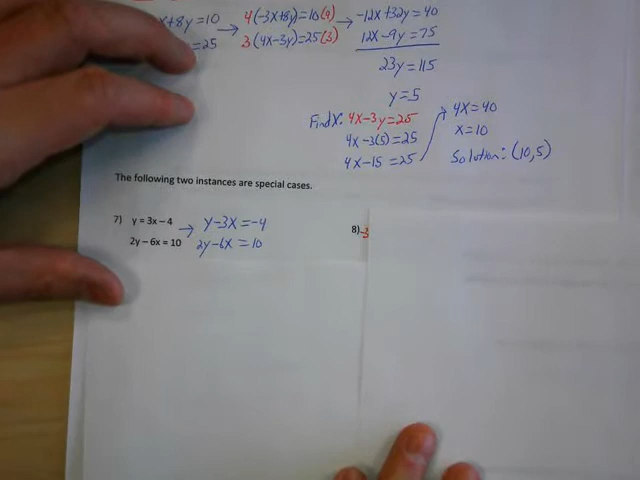 x+8y=10 → 4(-3x+8y)=10(4) → -12x+32y=40
=25 3(4x-3y)=25(3) 12x-9y=75
23y=115
y=5
Find x: 4x-3y=25 4x=40
4x-3(5)=25 x=10
4x-15=25 Solution: (10,5)
The following two instances are special cases.
7) y = 3x – 4 → y-3x=-4 8) -3
2y – 6x = 10 2y-6x=10